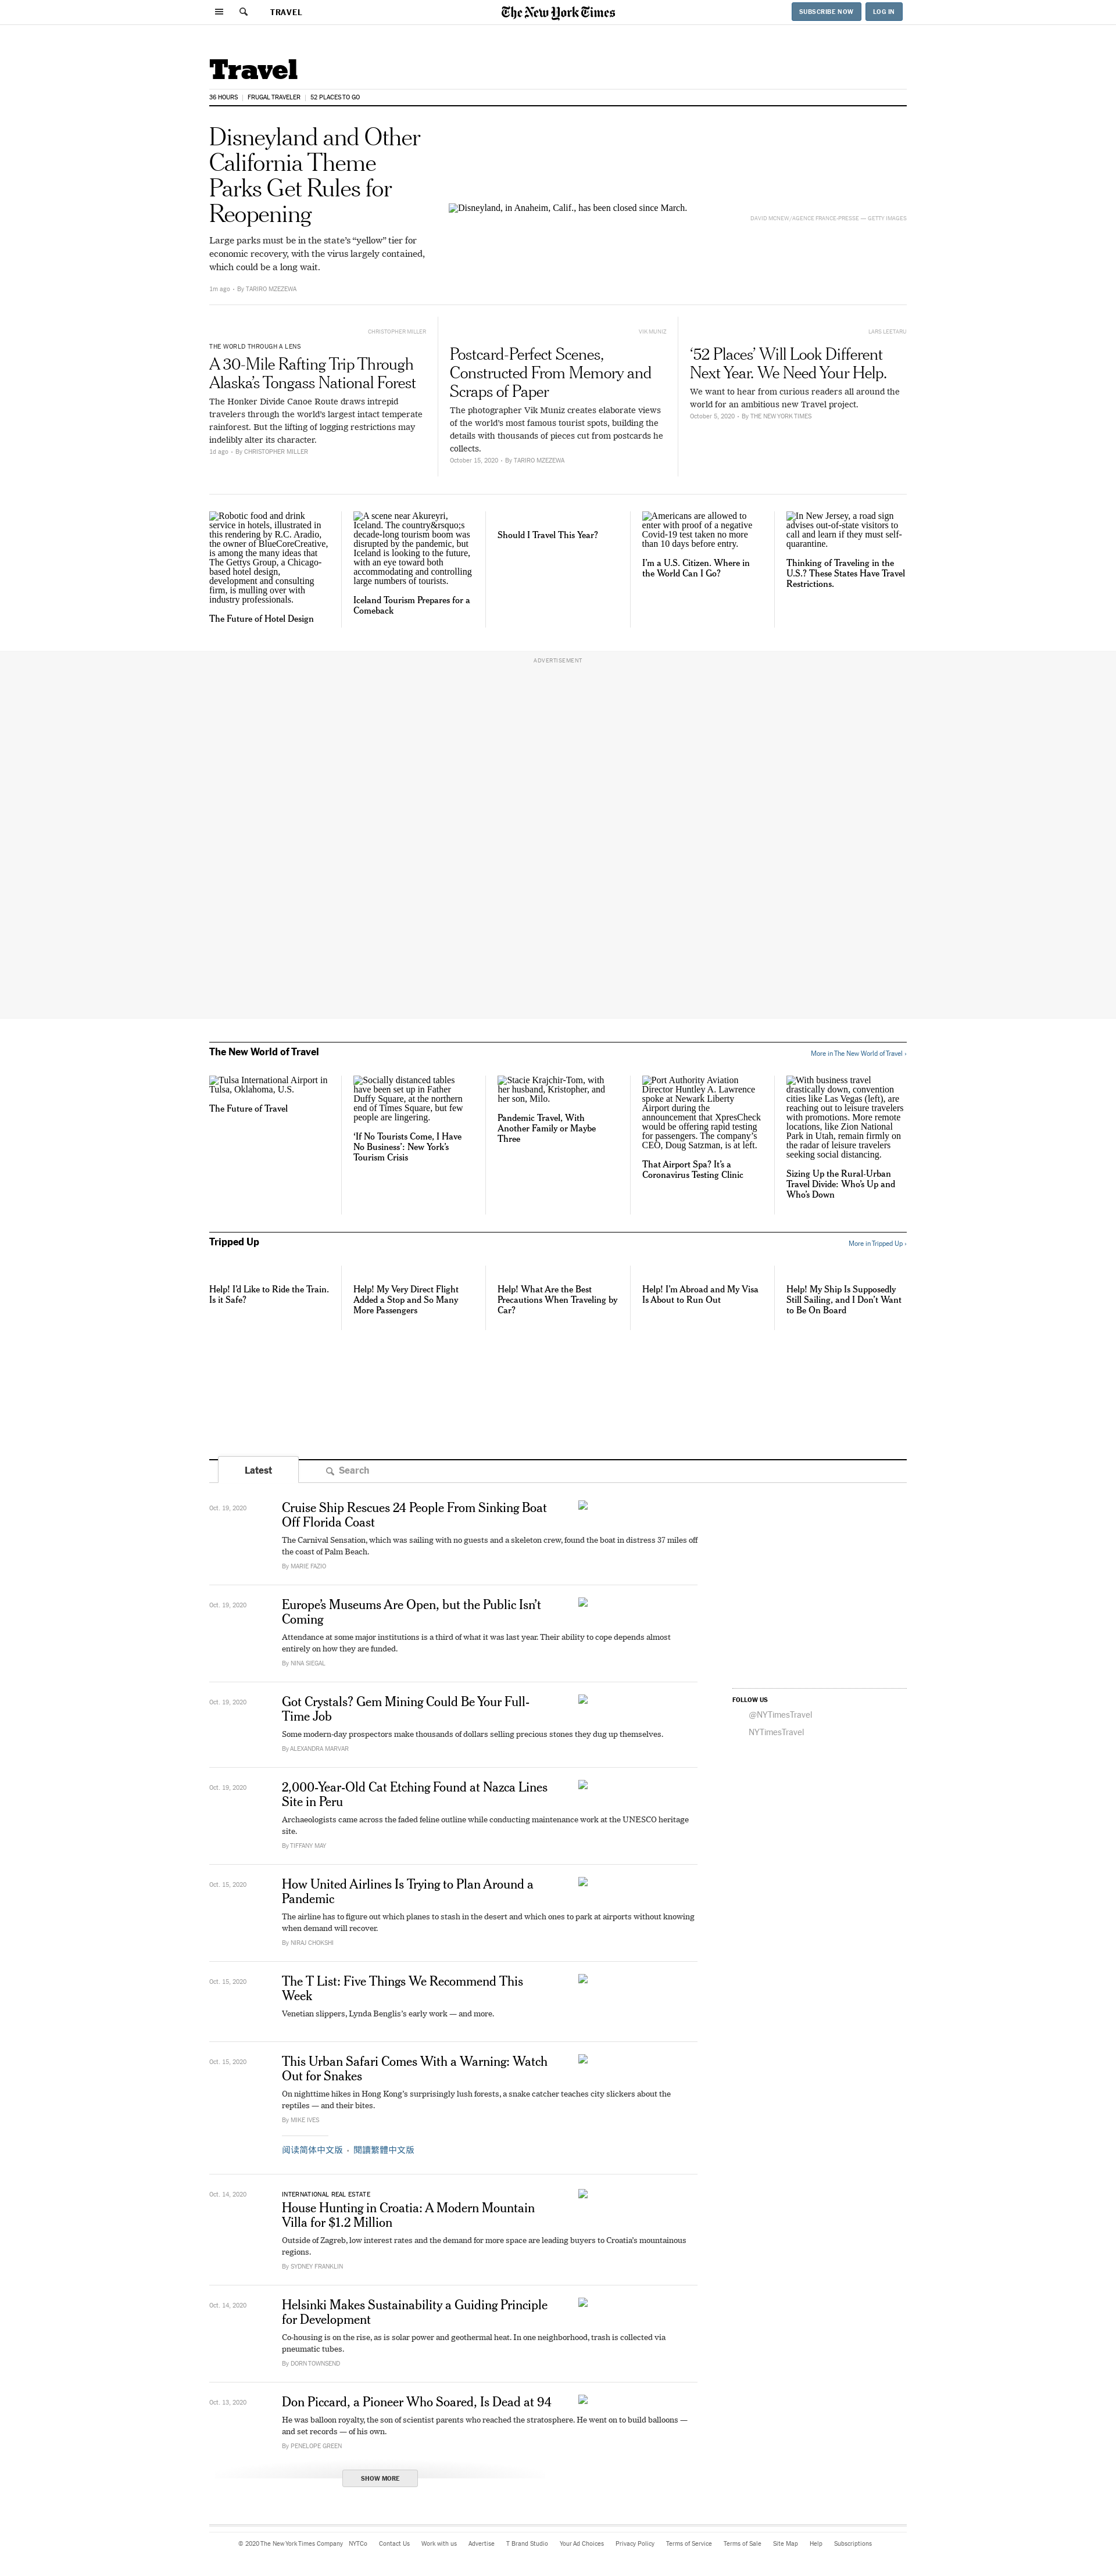 TRAVEL
The New York Times
SUBSCRIBE NOW
LOG IN
Travel
36 HOURS
FRUGAL TRAVELER
52 PLACES TO GO
Disneyland and Other
California Theme
Parks Get Rules for
Reopening
Large parks must be in the state's “yellow” tier for
economic recovery, with the virus largely contained,
which could be a long wait.
1m ago • By TARIRO MZEZEWA
Disneyland, in Anaheim, Calif., has been closed since March.
DAVID MCNEW/AGENCE FRANCE-PRESSE — GETTY IMAGES
CHRISTOPHER MILLER
THE WORLD THROUGH A LENS
A 30-Mile Rafting Trip Through
Alaska's Tongass National Forest
The Honker Divide Canoe Route draws intrepid
travelers through the world's largest intact temperate
rainforest. But the lifting of logging restrictions may
indelibly alter its character.
1d ago • By CHRISTOPHER MILLER
VIK MUNIZ
Postcard-Perfect Scenes,
Constructed From Memory and
Scraps of Paper
The photographer Vik Muniz creates elaborate views
of the world's most famous tourist spots, building the
details with thousands of pieces cut from postcards he
collects.
October 15, 2020 • By TARIRO MZEZEWA
LARS LEETARU
‘52 Places’ Will Look Different
Next Year. We Need Your Help.
We want to hear from curious readers all around the
world for an ambitious new Travel project.
October 5, 2020 • By THE NEW YORK TIMES
Robotic food and drink
service in hotels, illustrated in
this rendering by R.C. Aradio,
the owner of BlueCoreCreative,
is among the many ideas that
The Gettys Group, a Chicago-
based hotel design,
development and consulting
firm, is mulling over with
industry professionals.
The Future of Hotel Design
A scene near Akureyri,
Iceland. The country&rsquo;s
decade-long tourism boom was
disrupted by the pandemic, but
Iceland is looking to the future,
with an eye toward both
accommodating and controlling
large numbers of tourists.
Iceland Tourism Prepares for a
Comeback
Should I Travel This Year?
Americans are allowed to
enter with proof of a negative
Covid-19 test taken no more
than 10 days before entry.
I'm a U.S. Citizen. Where in
the World Can I Go?
In New Jersey, a road sign
advises out-of-state visitors to
call and learn if they must self-
quarantine.
Thinking of Traveling in the
U.S.? These States Have Travel
Restrictions.
ADVERTISEMENT
The New World of Travel
More in The New World of Travel ›
Tulsa International Airport in
Tulsa, Oklahoma, U.S.
The Future of Travel
Socially distanced tables
have been set up in Father
Duffy Square, at the northern
end of Times Square, but few
people are lingering.
‘If No Tourists Come, I Have
No Business’: New York's
Tourism Crisis
Stacie Krajchir-Tom, with
her husband, Kristopher, and
her son, Milo.
Pandemic Travel, With
Another Family or Maybe
Three
Port Authority Aviation
Director Huntley A. Lawrence
spoke at Newark Liberty
Airport during the
announcement that XpresCheck
would be offering rapid testing
for passengers. The company's
CEO, Doug Satzman, is at left.
That Airport Spa? It's a
Coronavirus Testing Clinic
With business travel
drastically down, convention
cities like Las Vegas (left), are
reaching out to leisure travelers
with promotions. More remote
locations, like Zion National
Park in Utah, remain firmly on
the radar of leisure travelers
seeking social distancing.
Sizing Up the Rural-Urban
Travel Divide: Who's Up and
Who's Down
Tripped Up
More in Tripped Up ›
Help! I'd Like to Ride the Train.
Is it Safe?
Help! My Very Direct Flight
Added a Stop and So Many
More Passengers
Help! What Are the Best
Precautions When Traveling by
Car?
Help! I'm Abroad and My Visa
Is About to Run Out
Help! My Ship Is Supposedly
Still Sailing, and I Don't Want
to Be On Board
Latest
Search
Oct. 19, 2020
Cruise Ship Rescues 24 People From Sinking Boat
Off Florida Coast
The Carnival Sensation, which was sailing with no guests and a skeleton crew, found the boat in distress 37 miles off
the coast of Palm Beach.
By MARIE FAZIO
Oct. 19, 2020
Europe's Museums Are Open, but the Public Isn't
Coming
Attendance at some major institutions is a third of what it was last year. Their ability to cope depends almost
entirely on how they are funded.
By NINA SIEGAL
Oct. 19, 2020
Got Crystals? Gem Mining Could Be Your Full-
Time Job
Some modern-day prospectors make thousands of dollars selling precious stones they dug up themselves.
By ALEXANDRA MARVAR
Oct. 19, 2020
2,000-Year-Old Cat Etching Found at Nazca Lines
Site in Peru
Archaeologists came across the faded feline outline while conducting maintenance work at the UNESCO heritage
site.
By TIFFANY MAY
Oct. 15, 2020
How United Airlines Is Trying to Plan Around a
Pandemic
The airline has to figure out which planes to stash in the desert and which ones to park at airports without knowing
when demand will recover.
By NIRAJ CHOKSHI
Oct. 15, 2020
The T List: Five Things We Recommend This
Week
Venetian slippers, Lynda Benglis's early work — and more.
Oct. 15, 2020
This Urban Safari Comes With a Warning: Watch
Out for Snakes
On nighttime hikes in Hong Kong's surprisingly lush forests, a snake catcher teaches city slickers about the
reptiles — and their bites.
By MIKE IVES
阅读简体中文版 • 閱讀繁體中文版
Oct. 14, 2020
INTERNATIONAL REAL ESTATE
House Hunting in Croatia: A Modern Mountain
Villa for $1.2 Million
Outside of Zagreb, low interest rates and the demand for more space are leading buyers to Croatia's mountainous
regions.
By SYDNEY FRANKLIN
Oct. 14, 2020
Helsinki Makes Sustainability a Guiding Principle
for Development
Co-housing is on the rise, as is solar power and geothermal heat. In one neighborhood, trash is collected via
pneumatic tubes.
By DORN TOWNSEND
Oct. 13, 2020
Don Piccard, a Pioneer Who Soared, Is Dead at 94
He was balloon royalty, the son of scientist parents who reached the stratosphere. He went on to build balloons —
and set records — of his own.
By PENELOPE GREEN
SHOW MORE
FOLLOW US
@NYTimesTravel
NYTimesTravel
© 2020 The New York Times Company
NYTCo
Contact Us
Work with us
Advertise
T Brand Studio
Your Ad Choices
Privacy Policy
Terms of Service
Terms of Sale
Site Map
Help
Subscriptions